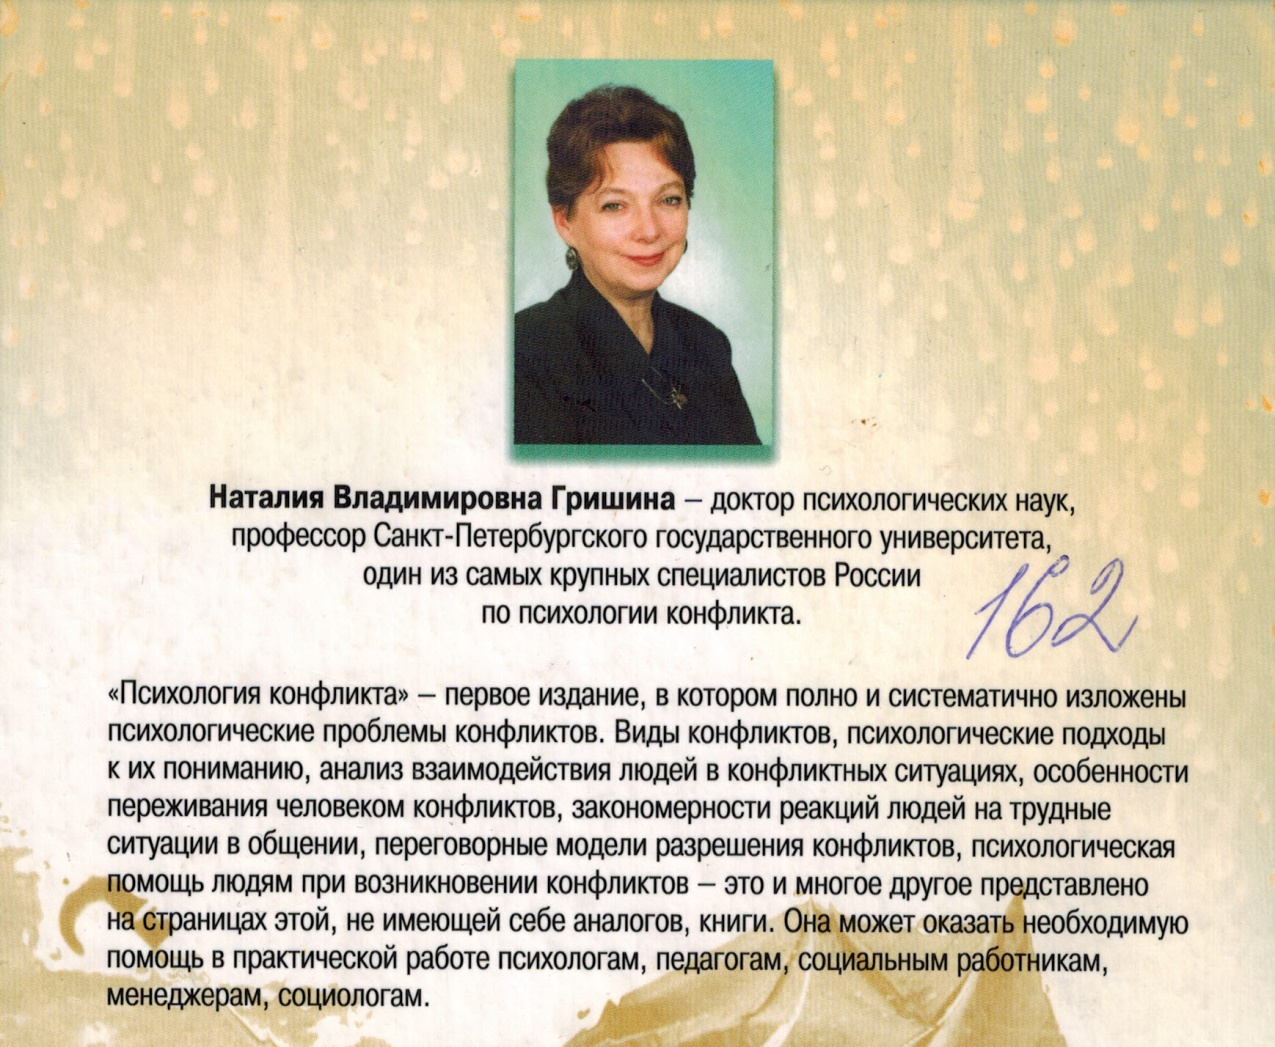 Наталия Владимировна Гришина – доктор психологических наук,
профессор Санкт-Петербургского государственного университета,
один из самых крупных специалистов России
по психологии конфликта.
162
«Психология конфликта» – первое издание, в котором полно и систематично изложены
психологические проблемы конфликтов. Виды конфликтов, психологические подходы
к их пониманию, анализ взаимодействия людей в конфликтных ситуациях, особенности
переживания человеком конфликтов, закономерности реакций людей на трудные
ситуации в общении, переговорные модели разрешения конфликтов, психологическая
помощь людям при возникновении конфликтов – это и многое другое представлено
на страницах этой, не имеющей себе аналогов, книги. Она может оказать необходимую
помощь в практической работе психологам, педагогам, социальным работникам,
менеджерам, социологам.